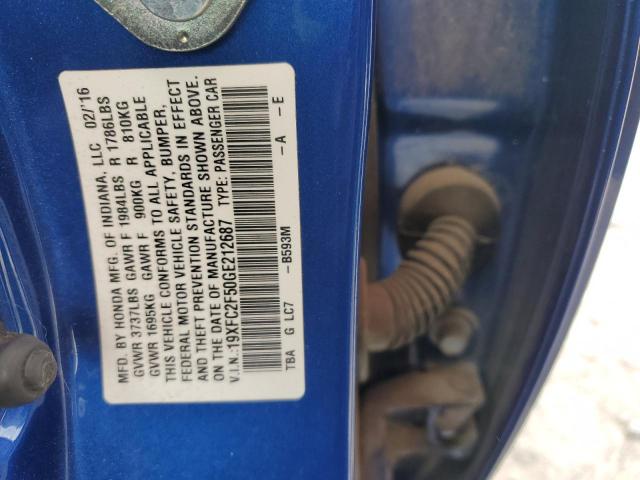 MFD. BY HONDA MFG. OF INDIANA, LLC 02/'16
GVWR 3737LBS GAWR F 1984LBS R 1786LBS
GVWR 1695KG GAWR F 900KG R 810KG
THIS VEHICLE CONFORMS TO ALL APPLICABLE
FEDERAL MOTOR VEHICLE SAFETY, BUMPER,
AND THEFT PREVENTION STANDARDS IN EFFECT
ON THE DATE OF MANUFACTURE SHOWN ABOVE.
V.I.N.:19XFC2F50GE212687 TYPE: PASSENGER CAR
TBA G LC7 -B593M -A -E